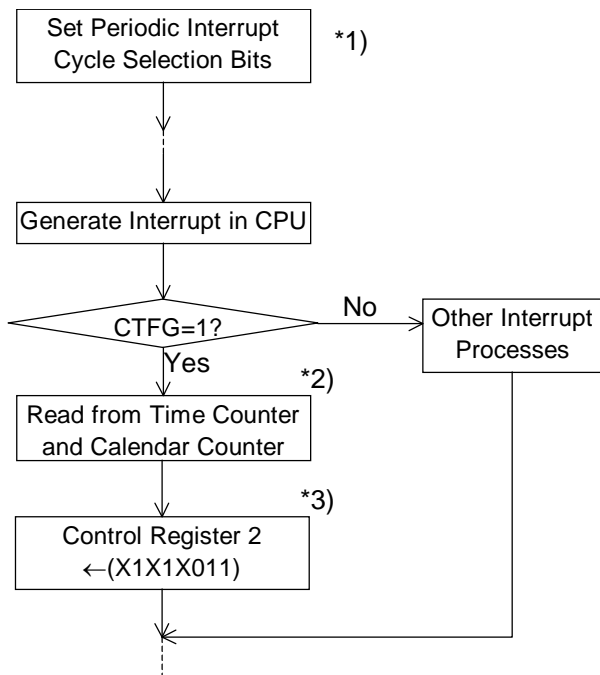 Set Periodic Interrupt
Cycle Selection Bits
*1)
Generate Interrupt in CPU
CTFG=1?
No
Other Interrupt
Processes
Yes
*2)
Read from Time Counter
and Calendar Counter
*3)
Control Register 2
←(X1X1X011)